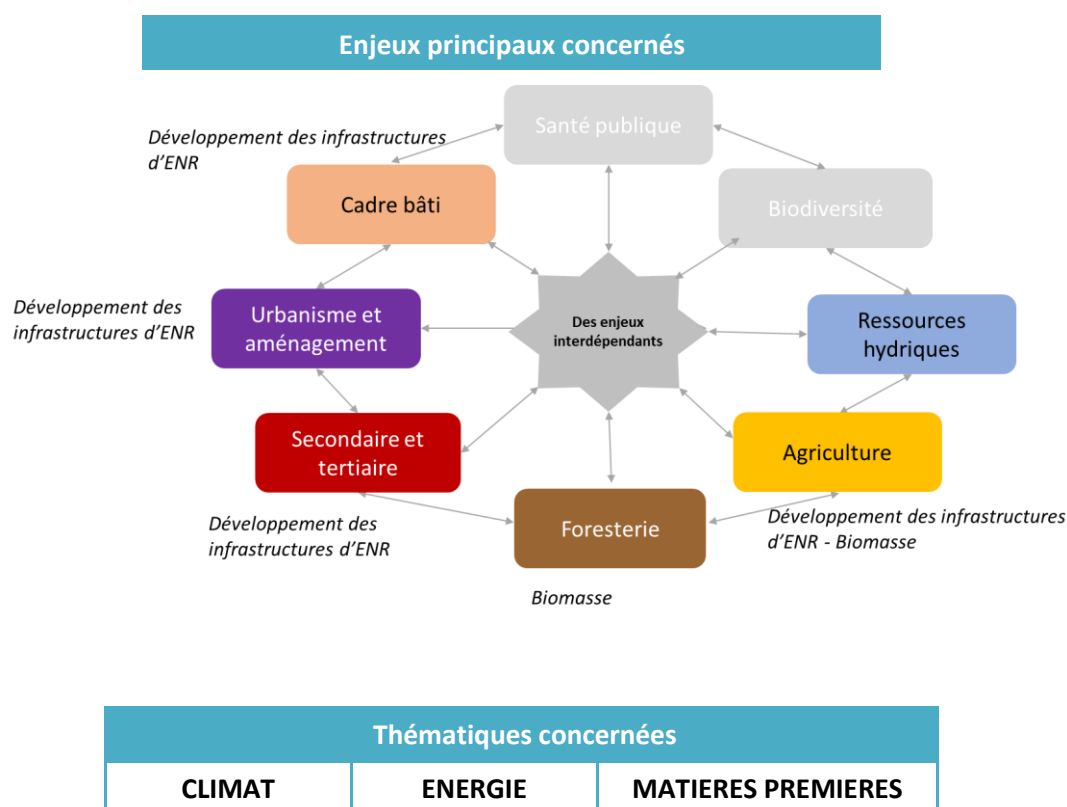 Enjeux principaux concernés
Santé publique
Développement des infrastructures
d'ENR
Cadre bâti
Biodiversité
Développement des
infrastructures d'ENR
Urbanisme et
aménagement
Des enjeux
interdépendants
Ressources
hydriques
Secondaire et
tertiaire
Agriculture
Développement des
infrastructures d'ENR
Foresterie
Développement des infrastructures
d'ENR - Biomasse
Biomasse
Thématiques concernées
CLIMAT ENERGIE MATIERES PREMIERES